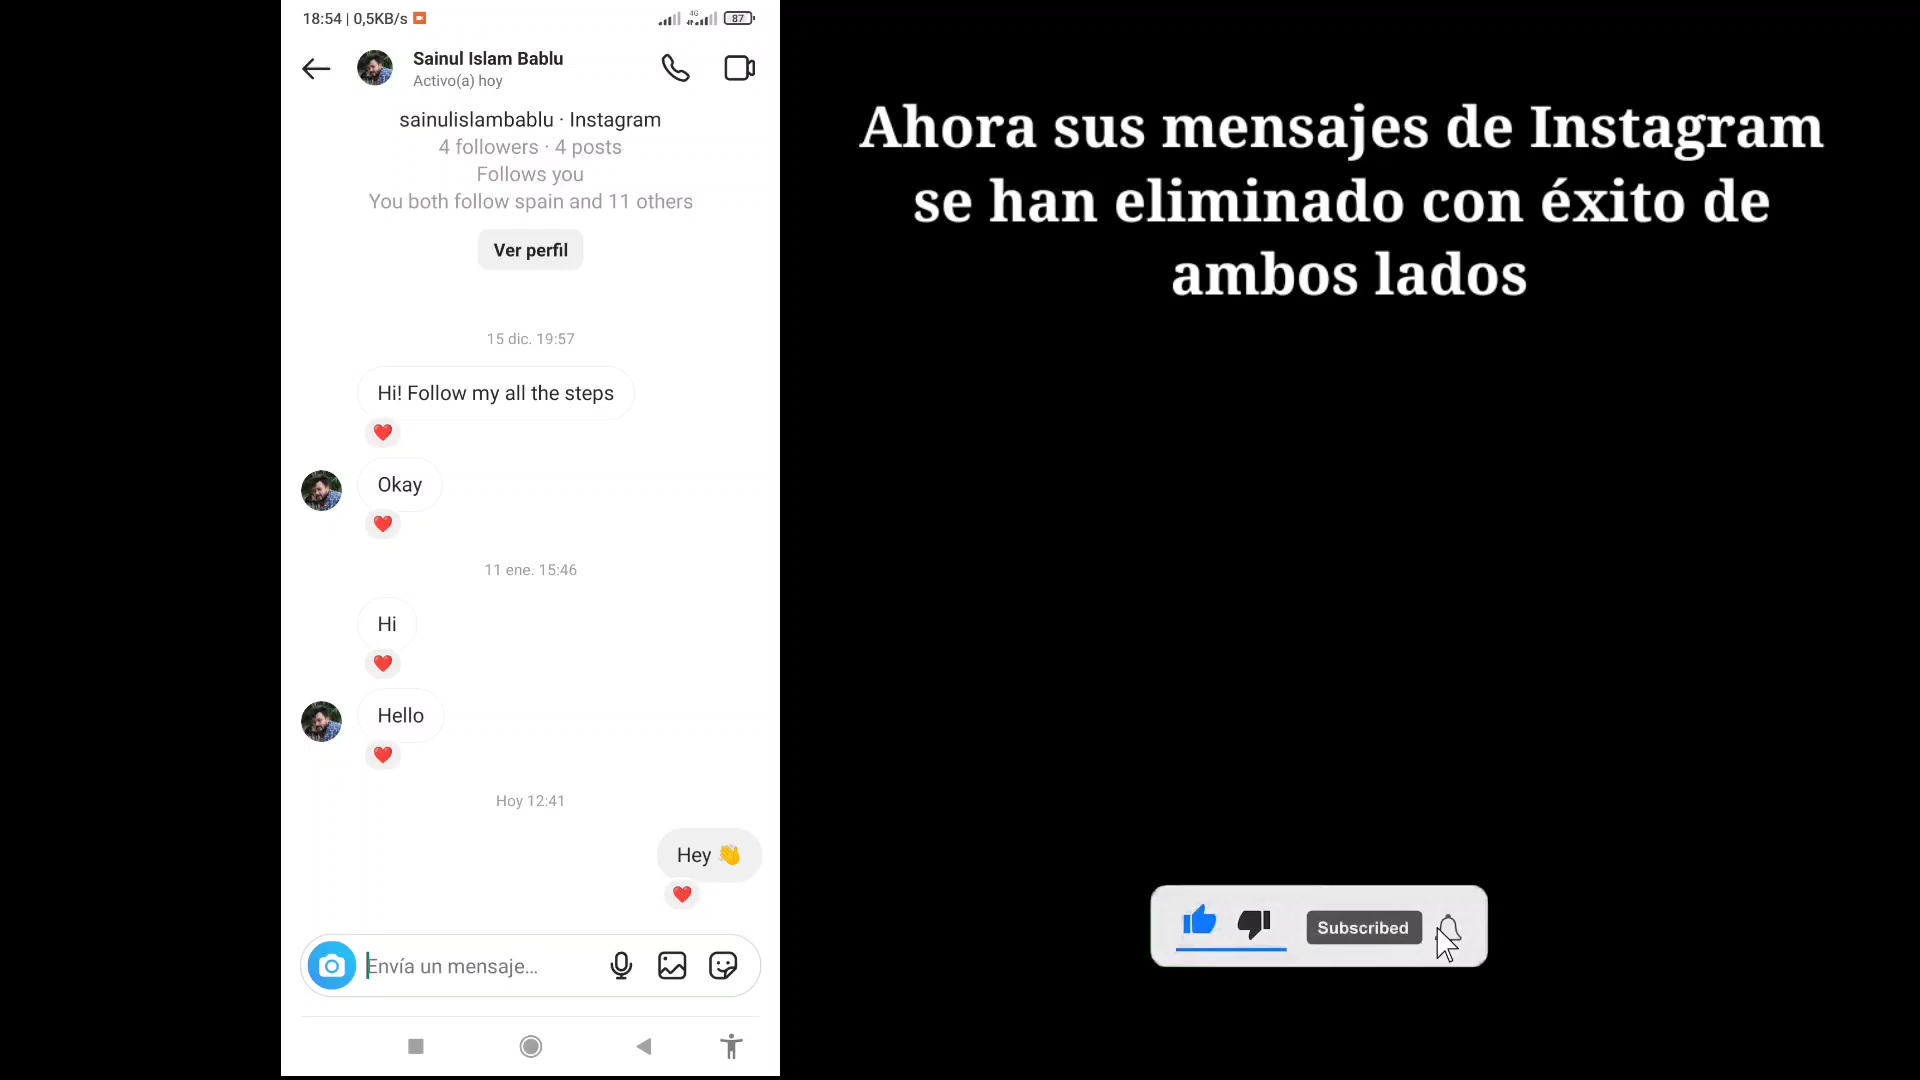 18:54 | 0,5KB/s
4G
87
Sainul Islam Bablu
Activo(a) hoy
sainulislambablu · Instagram
4 followers · 4 posts
Follows you
You both follow spain and 11 others
Ver perfil
15 dic. 19:57
Hi! Follow my all the steps
❤️
Okay
❤️
11 ene. 15:46
Hi
❤️
Hello
❤️
Hoy 12:41
Hey 👋
❤️
Envía un mensaje...
Ahora sus mensajes de Instagram
se han eliminado con éxito de
ambos lados
Subscribed